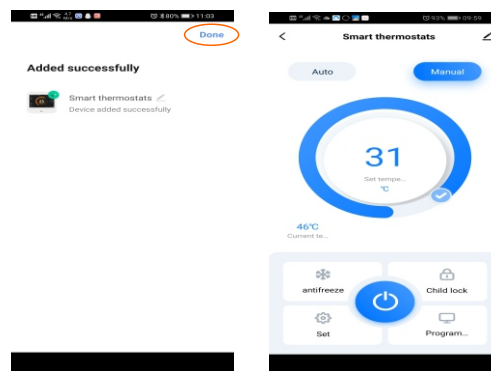 80% 11:03
Done
Added successfully
Smart thermostats
Device added successfully
93% 09:59
Smart thermostats
Auto
Manual
31
Set tempe...
℃
46℃
Current te...
antifreeze
Child lock
Set
Program...